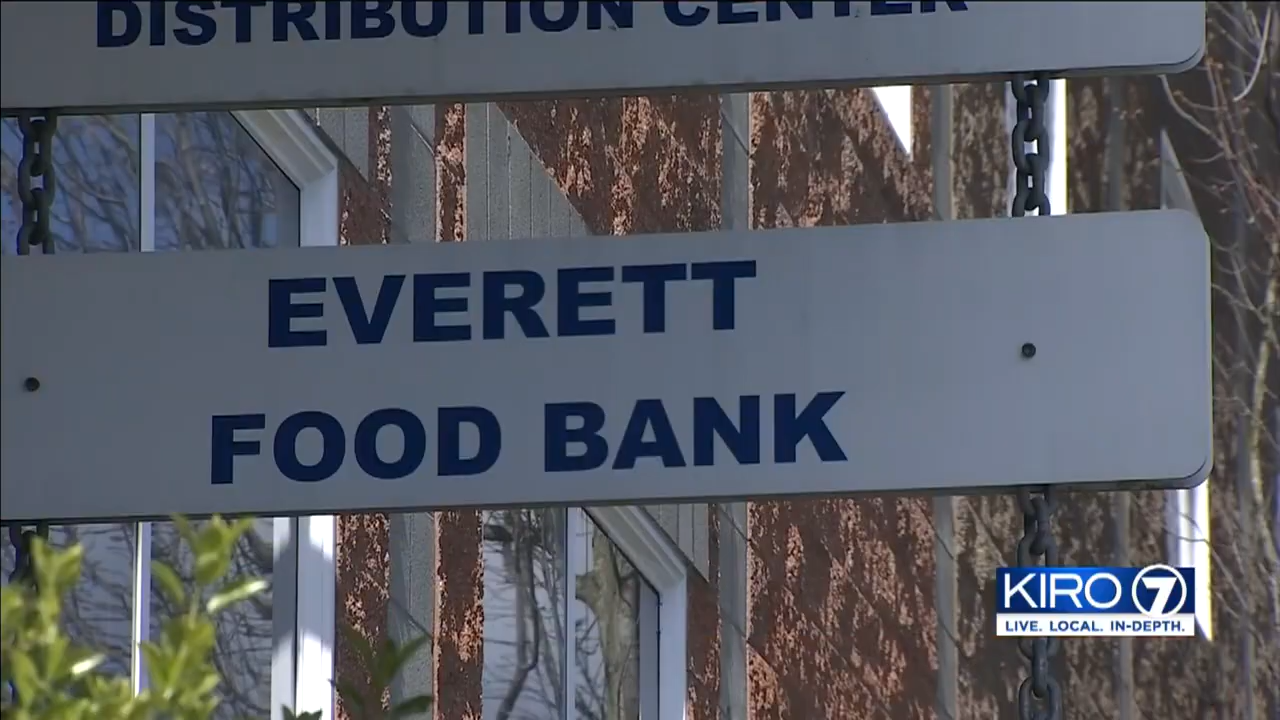 DISTRIBUTION CENTER
EVERETT
FOOD BANK
KIRO 7
LIVE. LOCAL. IN-DEPTH.